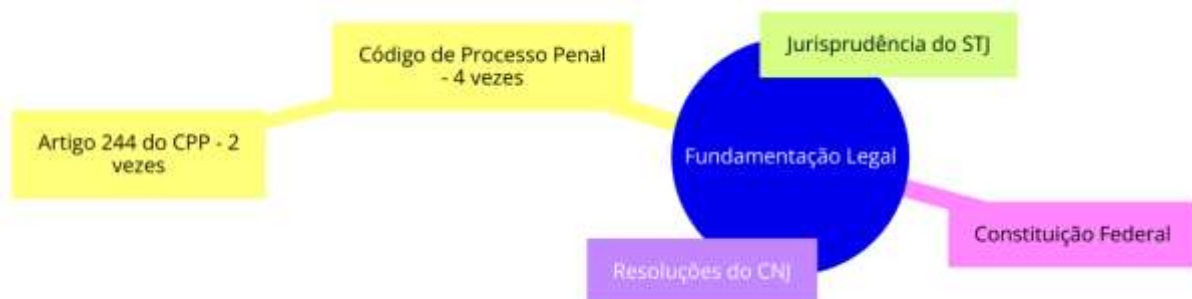 Jurisprudência do STJ
Código de Processo Penal
- 4 vezes
Artigo 244 do CPP - 2
vezes
Fundamentação Legal
Constituição Federal
Resoluções do CNJ